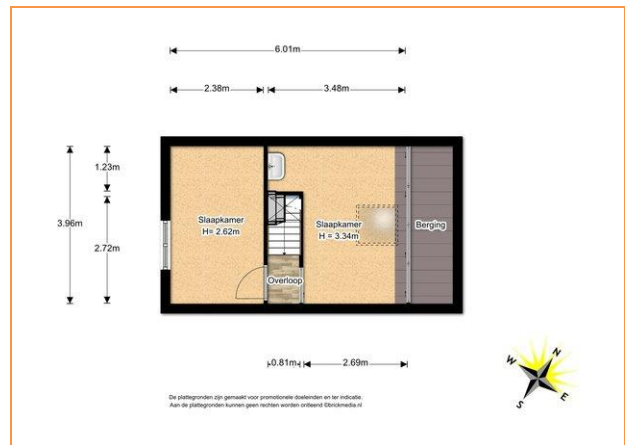 6.01m
2.38m
3.48m
1.23m
3.96m
2.72m
Slaapkamer
H= 2.62m
Slaapkamer
H = 3.34m
Berging
Overloop
0.81m
2.69m
N
W
E
S
De plattegronden zijn gemaakt voor promotionele doeleinden en ter indicatie.
Aan de plattegronden kunnen geen rechten worden ontleend ©brickmedia.nl